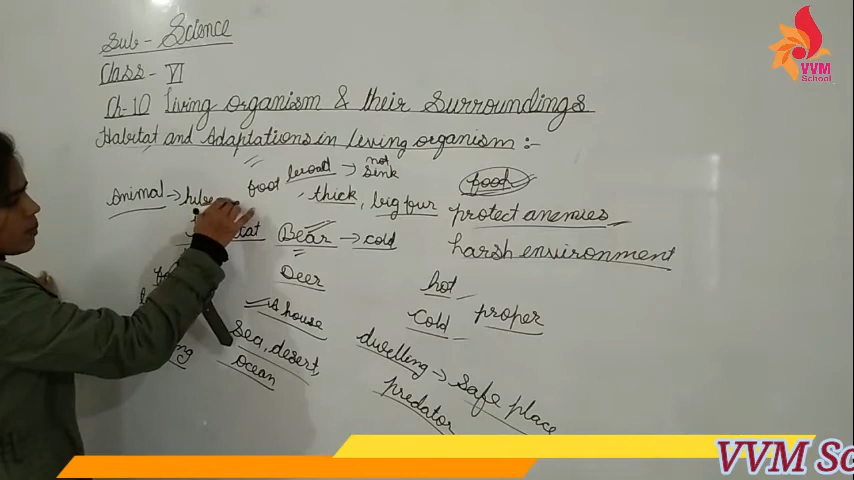 Sub- Science
Class - VI
Ch-10 Living organism & their Surroundings
Habitat and Adaptations in living organism :-
foot broad → not sink
Animal →
thick, big fur
food
protect anemies
Bear → cold
harsh environment
Deer
hot
A house
cold
proper
Sea, desert,
ocean
dwelling → Safe place
predator
VVM
School
VVM Sc